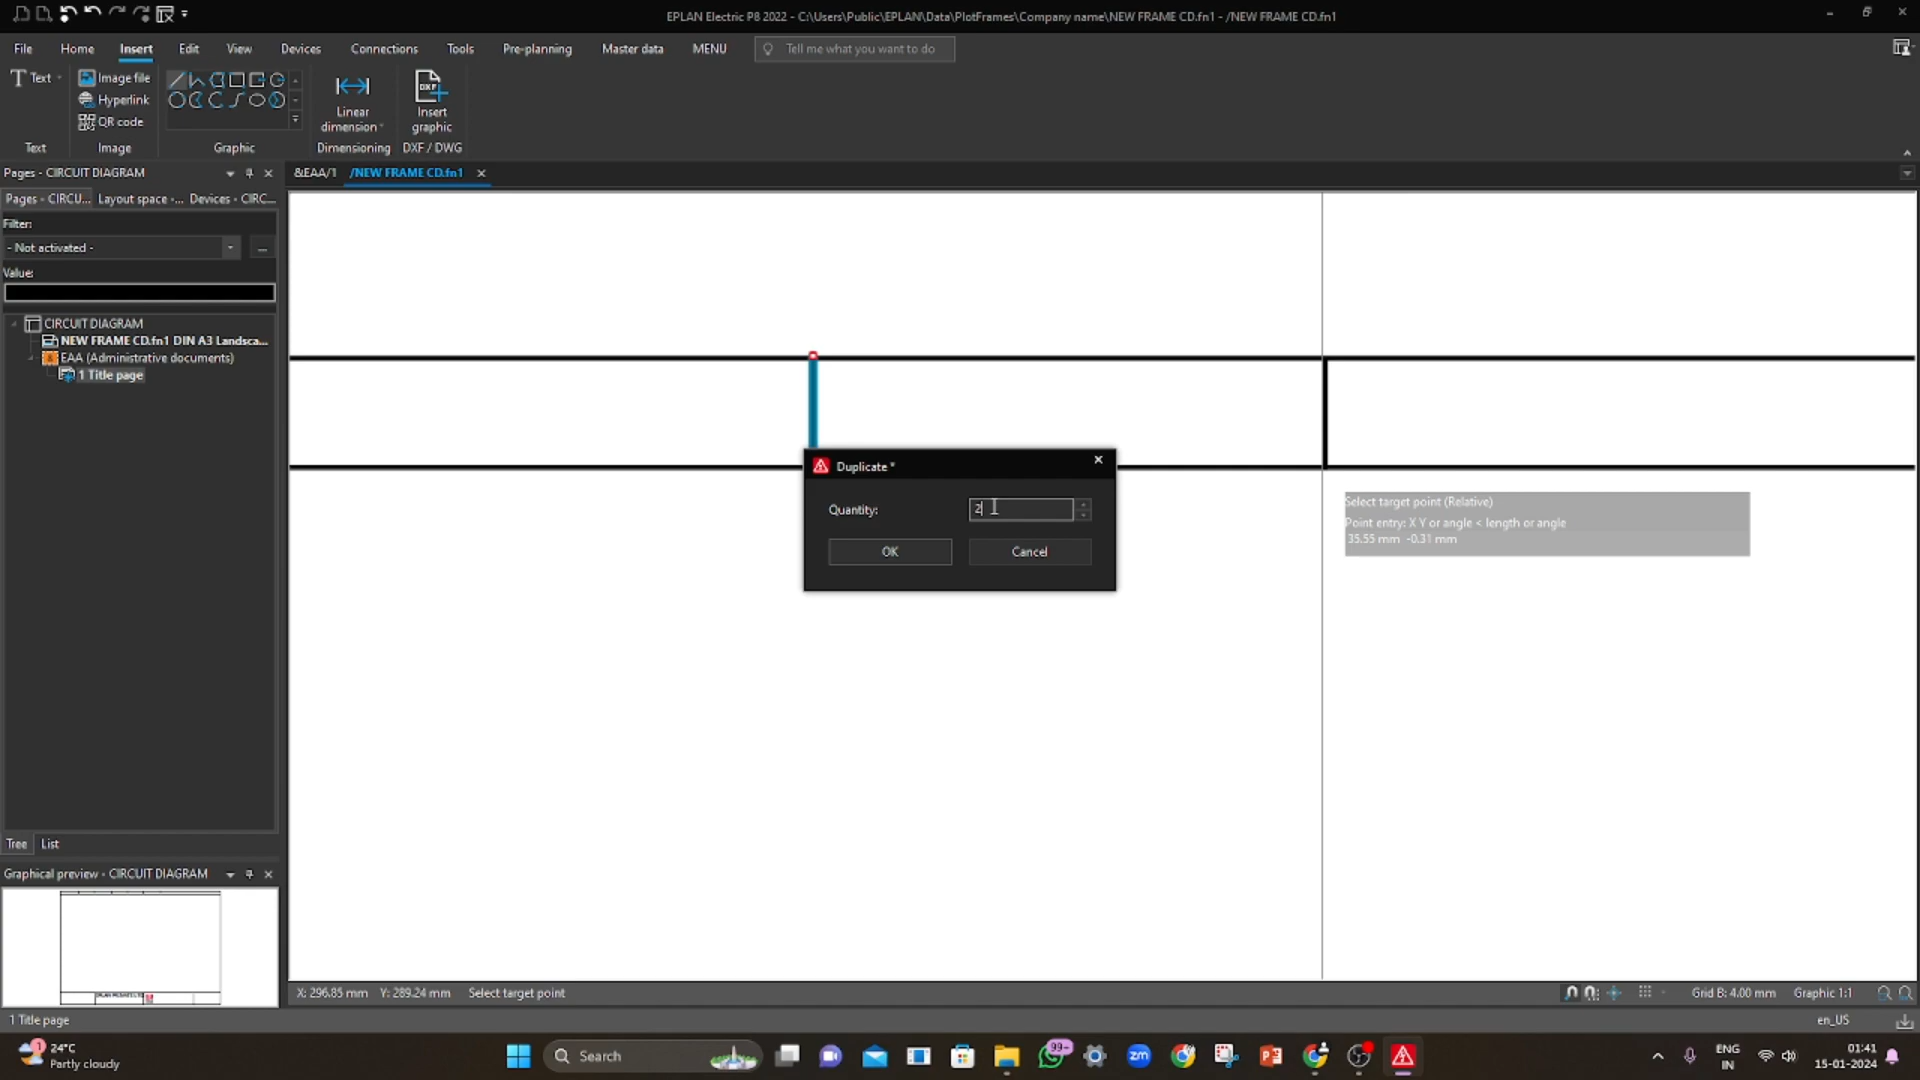 EPLAN Electric P8 2022 - C:\Users\Public\EPLAN\Data\PlotFrames\Company name\NEW FRAME CD.fn1 - /NEW FRAME CD.fn1
File Home Insert Edit View Devices Connections Tools Pre-planning Master data MENU Tell me what you want to do
Text
Image file
Hyperlink
QR code
Linear dimension
Insert graphic
DXF
Text Image Graphic Dimensioning DXF / DWG
Pages - CIRCUIT DIAGRAM
&EAA/1 /NEW FRAME CD.fn1
Pages - CIRCU... Layout space -... Devices - CIRC...
Filter:
- Not activated -
...
Value:
CIRCUIT DIAGRAM
NEW FRAME CD.fn1 DIN A3 Landsca...
EAA (Administrative documents)
1 Title page
Duplicate *
Quantity: 2
OK Cancel
Select target point (Relative)
Point entry: X Y or angle < length or angle
35.55 mm -0.31 mm
Tree List
Graphical preview - CIRCUIT DIAGRAM
X: 296.85 mm Y: 289.24 mm Select target point
Grid B: 4.00 mm Graphic 1:1
1 Title page
en_US
1
24°C
Partly cloudy
Search
99+
zm
ENG
IN
01:41
15-01-2024